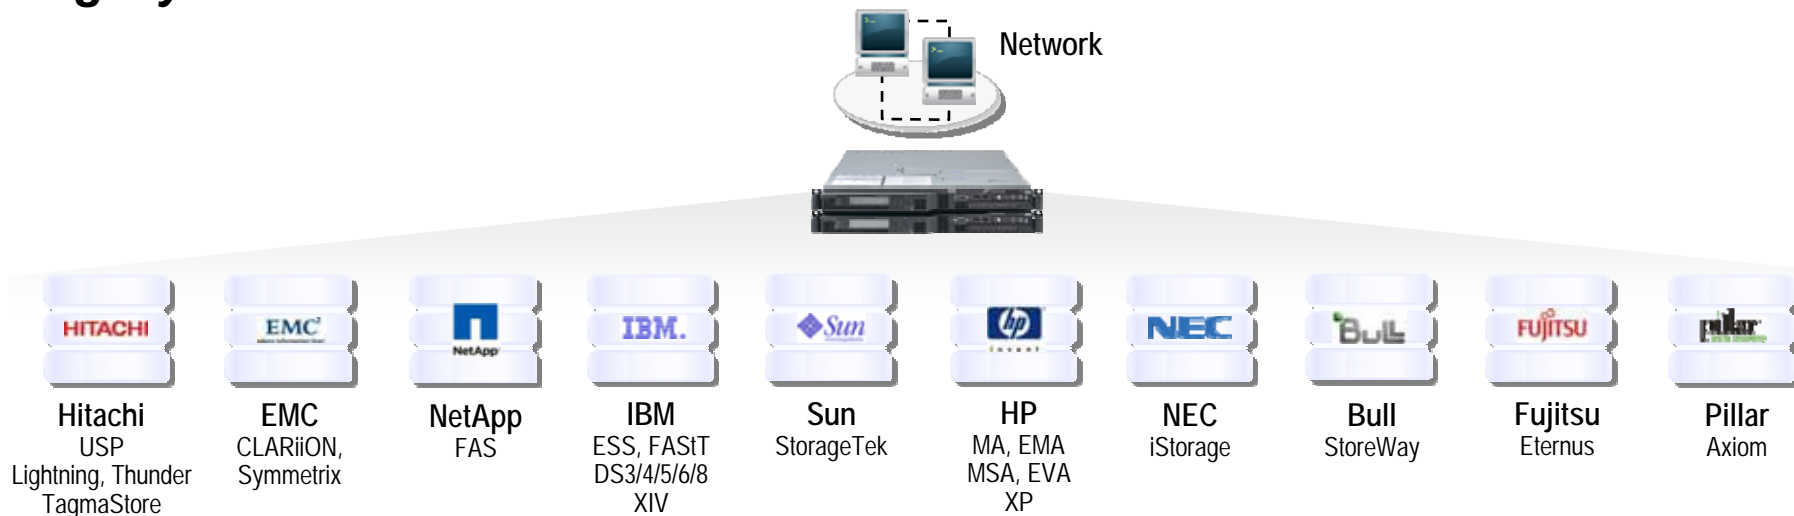 Network
HITACHI
EMC²
NetApp
IBM.
Sun
hp
invent
NEC
Bull
FUJITSU
pillar
Hitachi
USP
Lightning, Thunder
TagmaStore
EMC
CLARiiON,
Symmetrix
NetApp
FAS
IBM
ESS, FAStT
DS3/4/5/6/8
XIV
Sun
StorageTek
HP
MA, EMA
MSA, EVA
XP
NEC
iStorage
Bull
StoreWay
Fujitsu
Eternus
Pillar
Axiom